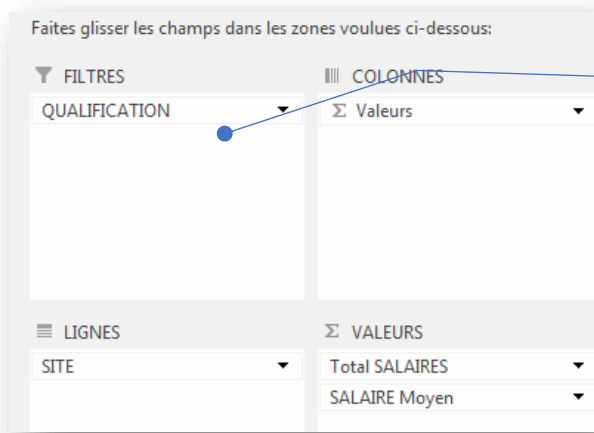 Faites glisser les champs dans les zones voulues ci-dessous:
FILTRES
COLONNES
QUALIFICATION
Σ Valeurs
LIGNES
Σ VALEURS
SITE
Total SALAIRES
SALAIRE Moyen